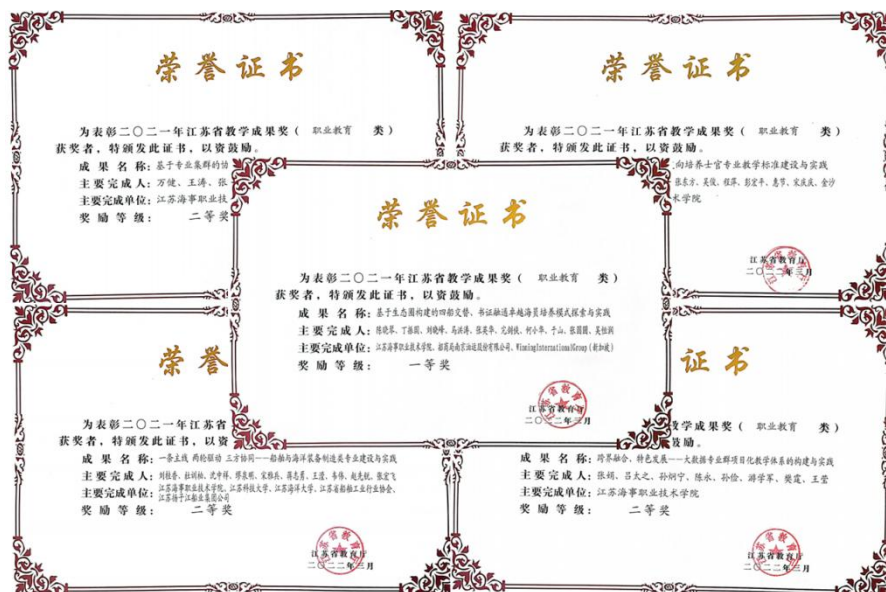 荣誉证书
为表彰二〇二一年江苏省教学成果奖（ 职业教育 类）
获奖者，特颁发此证书，以资鼓励。
成果名称：基于专业集群的协
主要完成人：万健、王涛、张
主要完成单位：江苏海事职业技
奖励等级： 二等奖
荣誉证书
为表彰二〇二一年江苏省教学成果奖（ 职业教育 类）
获奖者，特颁发此证书，以资鼓励。
向培养士官专业教学标准建设与实践
张东方、吴俊、程萍、彭宏平、惠节、宋庆庆、金沙
术学院
江苏省教育厅
二〇二二年三月
荣誉证书
为表彰二〇二一年江苏省教学成果奖（ 职业教育 类）
获奖者，特颁发此证书，以资鼓励。
成果名称：基于生态圈构建的四船交替、书证融通卓越海员培养模式探索与实践
主要完成人：陈晓琴、丁振国、刘晓峰、马洪涛、张英华、何小华、于山、张圆圆、吴桂润
主要完成单位：江苏海事职业技术学院、招商局南京油运股份有限公司、WinningInternationalGroup（新加坡）
奖励等级： 一等奖
江苏省教育厅
二〇二二年三月
荣誉
为表彰二〇二一年江苏省
获奖者，特颁发此证书，以资
成果名称：一条主线 两轮驱动 三方协同——船舶与海洋装备制造类专业建设与实践
主要完成人：刘桂香、杜训柏、沈中祥、缪袁明、宋雅兵、蒋志勇、王滢、韦伟、赵先锐、张宏飞
主要完成单位：江苏海事职业技术学院、江苏科技大学、江苏海洋大学、江苏省船舶工业行业协会、
江苏扬子江船业集团公司
奖励等级： 二等奖
江苏省教育厅
二〇二二年三月
证书
教学成果奖（ 职业教育 类）
鼓励。
成果名称：跨界融合、特色发展——大数据专业群项目化教学体系的构建与实践
主要完成人：张娟、吕太之、孙炳宁、陈永、孙俭、游学军、樊霆、王莹
主要完成单位：江苏海事职业技术学院
奖励等级： 二等奖
江苏省教育厅
二〇二二年三月